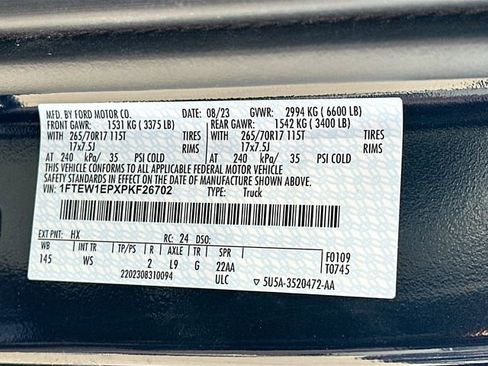 MFD. BY FORD MOTOR CO. DATE: 08/23 GVWR: 2994 KG ( 6600 LB)
FRONT GAWR: 1531 KG ( 3375 LB) REAR GAWR: 1542 KG ( 3400 LB)
WITH 265/70R17 115T TIRES WITH 265/70R17 115T TIRES
17x7.5J RIMS 17x7.5J RIMS
AT 240 kPa/ 35 PSI COLD AT 240 kPa/ 35 PSI COLD
THIS VEHICLE CONFORMS TO ALL APPLICABLE FEDERAL MOTOR VEHICLE
SAFETY STANDARDS IN EFFECT ON THE DATE OF MANUFACTURE SHOWN ABOVE.
VIN: 1FTEW1EPXPKF26702 TYPE: Truck
EXT PNT: HX RC: 24 DSO:
WB INT TR TP/PS R AXLE TR SPR F0109
145 WS 2 L9 G 22AA T0745
2202308310094 ULC 5U5A-3520472-AA